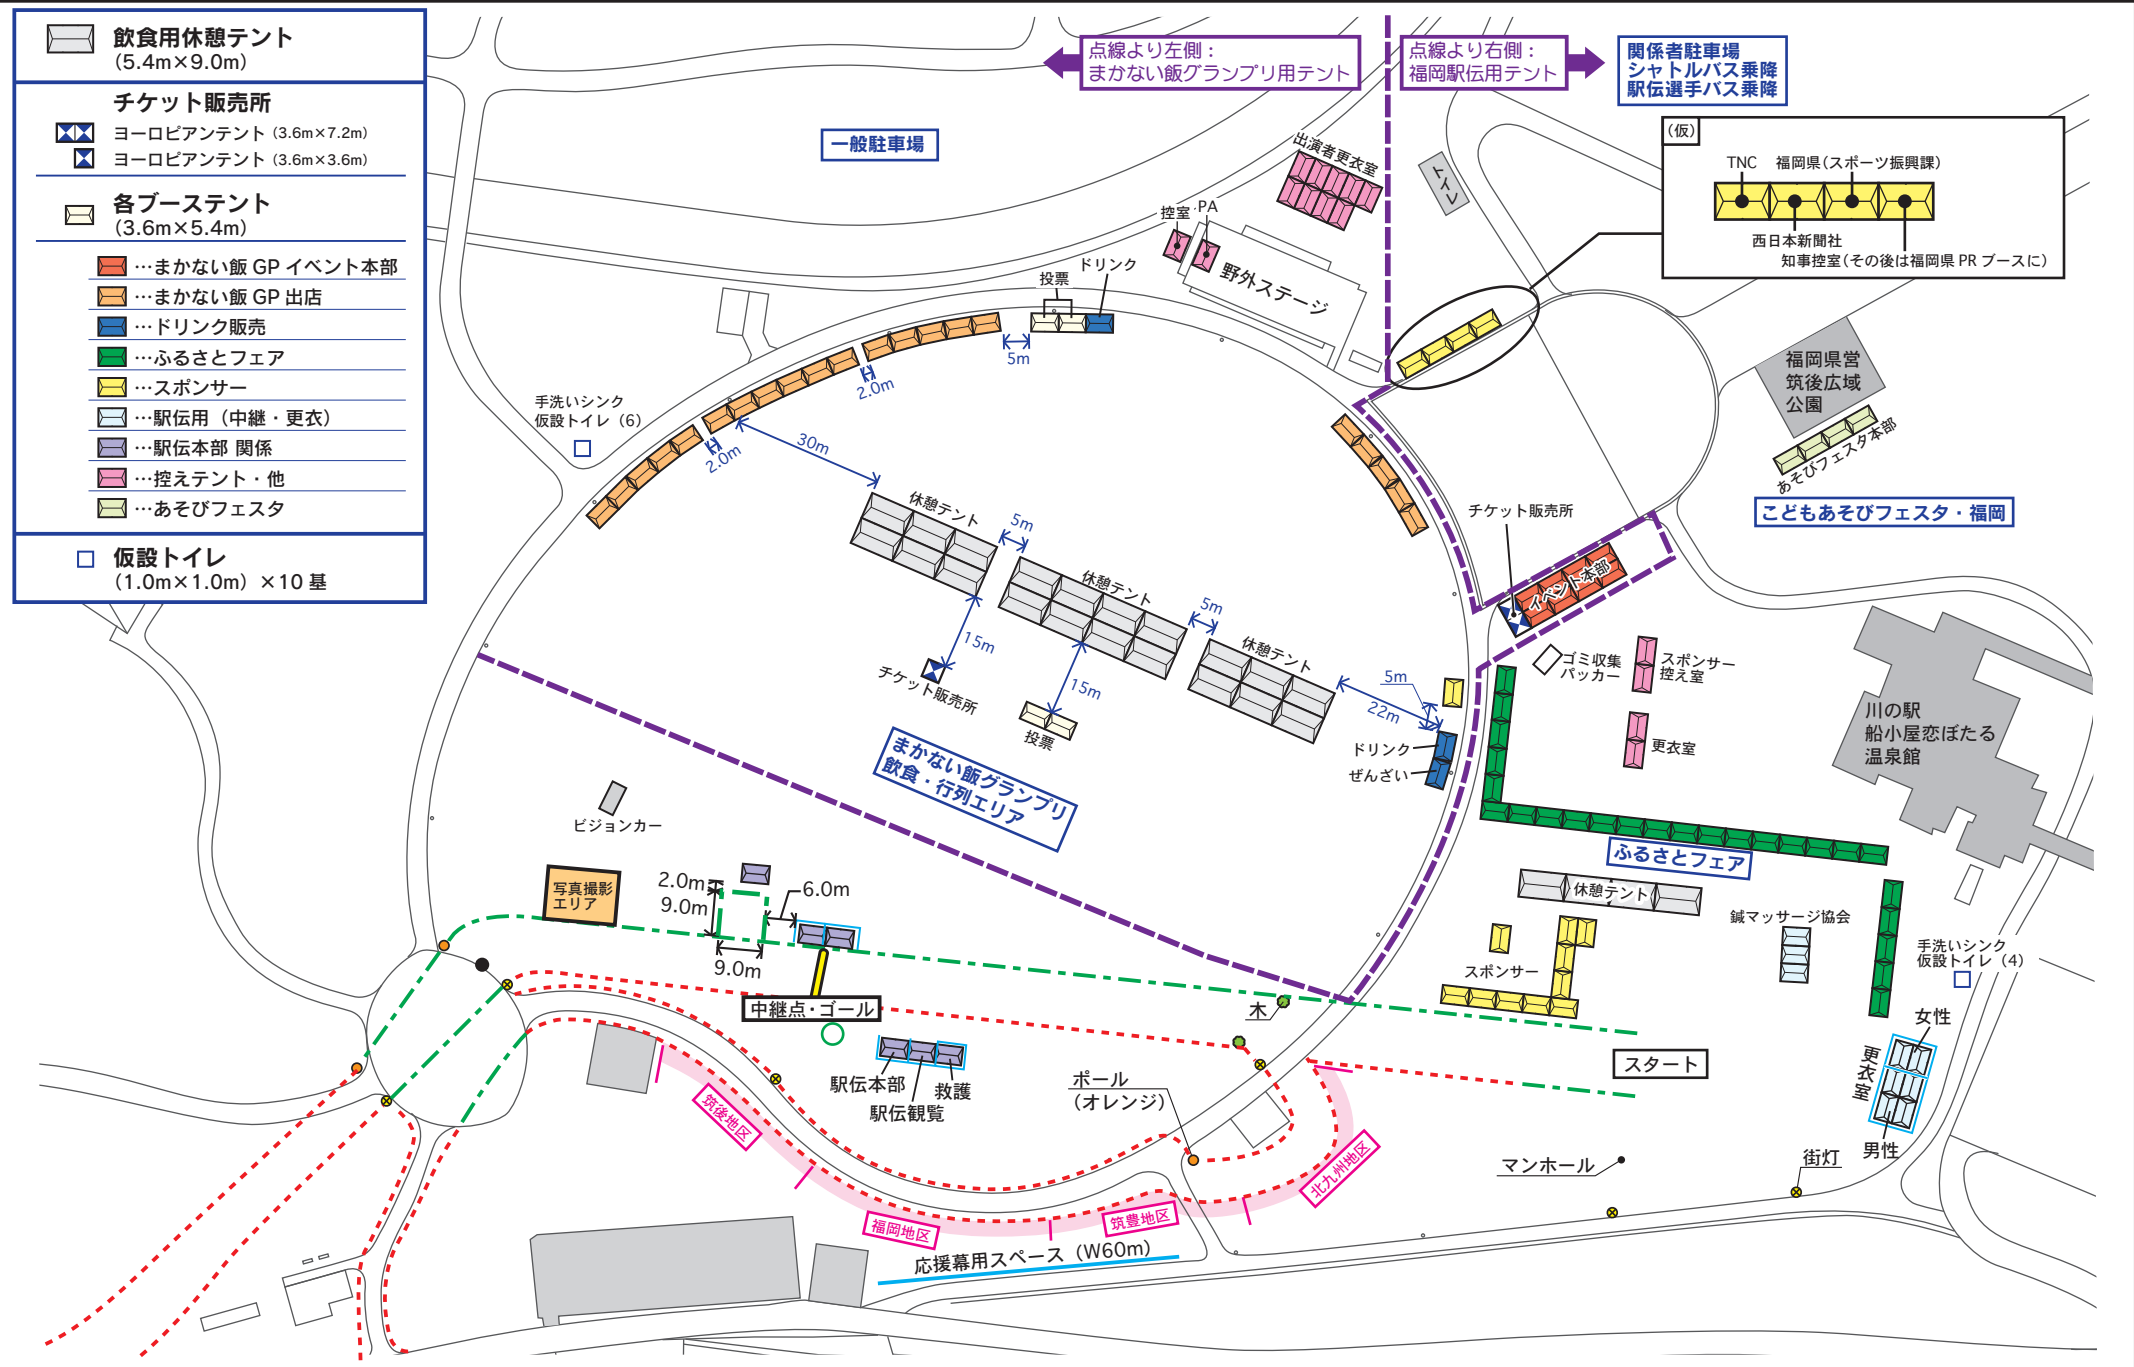 飲食用休憩テント
(5.4m×9.0m)
チケット販売所
ヨーロピアンテント (3.6m×7.2m)
ヨーロピアンテント (3.6m×3.6m)
各ブーステント
(3.6m×5.4m)
…まかない飯 GP イベント本部
…まかない飯 GP 出店
…ドリンク販売
…ふるさとフェア
…スポンサー
…駅伝用（中継・更衣）
…駅伝本部 関係
…控えテント・他
…あそびフェスタ
仮設トイレ
(1.0m×1.0m) ×10 基
点線より左側：
まかない飯グランプリ用テント
点線より右側：
福岡駅伝用テント
関係者駐車場
シャトルバス乗降
駅伝選手バス乗降
一般駐車場
(仮)
TNC
福岡県(スポーツ振興課)
西日本新聞社
知事控室(その後は福岡県 PR ブースに)
出演者更衣室
トイレ
控室
PA
野外ステージ
投票
ドリンク
5m
2.0m
2.0m
30m
手洗いシンク
仮設トイレ（6）
福岡県営
筑後広域
公園
あそびフェスタ本部
こどもあそびフェスタ・福岡
チケット販売所
イベント本部
休憩テント
5m
休憩テント
5m
休憩テント
15m
チケット販売所
15m
投票
5m
22m
ドリンク
ぜんざい
まかない飯グランプリ
飲食・行列エリア
ゴミ収集
パッカー
スポンサー
控え室
更衣室
川の駅
船小屋恋ぼたる
温泉館
ふるさとフェア
休憩テント
スポンサー
鍼マッサージ協会
手洗いシンク
仮設トイレ（4）
ビジョンカー
写真撮影
エリア
2.0m
9.0m
6.0m
9.0m
中継点・ゴール
木
駅伝本部
駅伝観覧
救護
ポール
（オレンジ）
スタート
女性
更衣室
男性
マンホール
街灯
筑後地区
福岡地区
筑豊地区
北九州地区
応援幕用スペース（W60m）